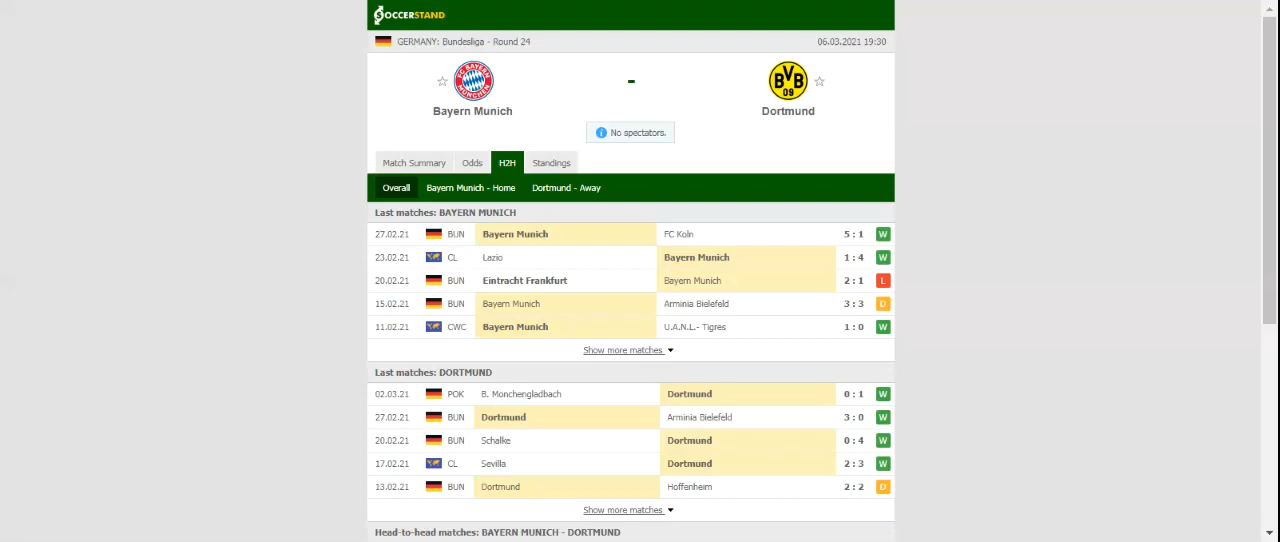 SOCCERSTAND
GERMANY: Bundesliga - Round 24 06.03.2021 19:30
FC BAYERN MÜNCHEN - BVB 09
Bayern Munich Dortmund
No spectators.
Match Summary Odds H2H Standings
Overall Bayern Munich - Home Dortmund - Away
Last matches: BAYERN MUNICH
27.02.21 BUN Bayern Munich FC Koln 5 : 1 W
23.02.21 CL Lazio Bayern Munich 1 : 4 W
20.02.21 BUN Eintracht Frankfurt Bayern Munich 2 : 1 L
15.02.21 BUN Bayern Munich Arminia Bielefeld 3 : 3 D
11.02.21 CWC Bayern Munich U.A.N.L.- Tigres 1 : 0 W
Show more matches
Last matches: DORTMUND
02.03.21 POK B. Monchengladbach Dortmund 0 : 1 W
27.02.21 BUN Dortmund Arminia Bielefeld 3 : 0 W
20.02.21 BUN Schalke Dortmund 0 : 4 W
17.02.21 CL Sevilla Dortmund 2 : 3 W
13.02.21 BUN Dortmund Hoffenheim 2 : 2 D
Show more matches
Head-to-head matches: BAYERN MUNICH - DORTMUND